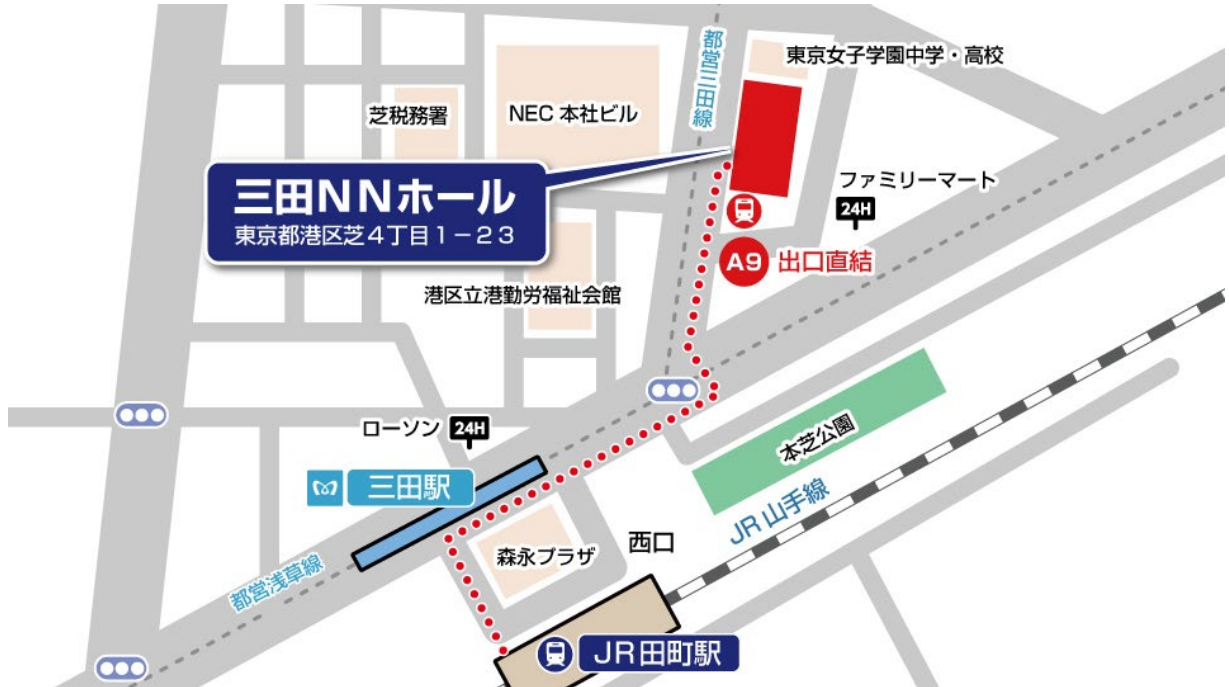 都営三田線
東京女子学園中学・高校
芝税務署
NEC 本社ビル
三田NNホール
東京都港区芝4丁目1−23
ファミリーマート
24H
A9 出口直結
港区立港勤労福祉会館
ローソン 24H
三田駅
本芝公園
JR山手線
西口
森永プラザ
都営浅草線
JR田町駅